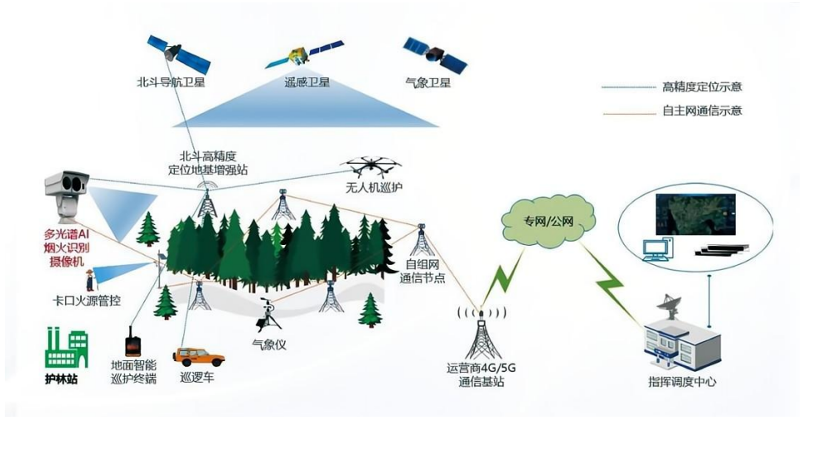 北斗导航卫星
遥感卫星
气象卫星
高精度定位示意
自主网通信示意
北斗高精度
定位地基增强站
无人机巡护
专网/公网
多光谱AI
烟火识别
摄像机
自组网
通信节点
卡口火源管控
气象仪
护林站
地面智能
巡护终端
巡逻车
运营商4G/5G
通信基站
指挥调度中心